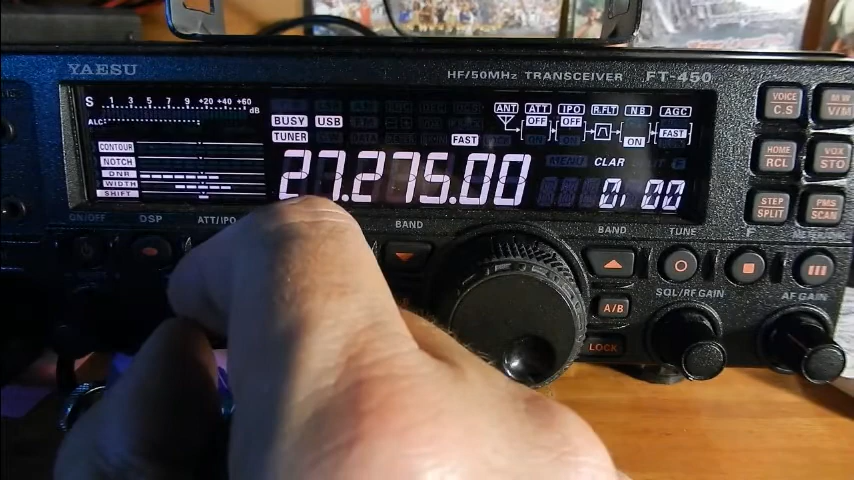 YAESU
HF/50MHz TRANSCEIVER FT-450
S 1 3 5 7 9 +20 +40 +60 dB
ALC
BUSY USB
TUNER
FAST
ANT ATT IPO R.FLT NB AGC
OFF OFF ON FAST
CONTOUR
NOTCH
DNR
WIDTH
SHIFT
27.275.00
MENU CLAR
0. 00
VOICE C.S
M W V/M
HOME RCL
VOX STO
STEP SPLIT
PMS SCAN
ON/OFF DSP ATT/IPO BAND BAND TUNE F
A/B
LOCK
SQL/RF GAIN
AF GAIN